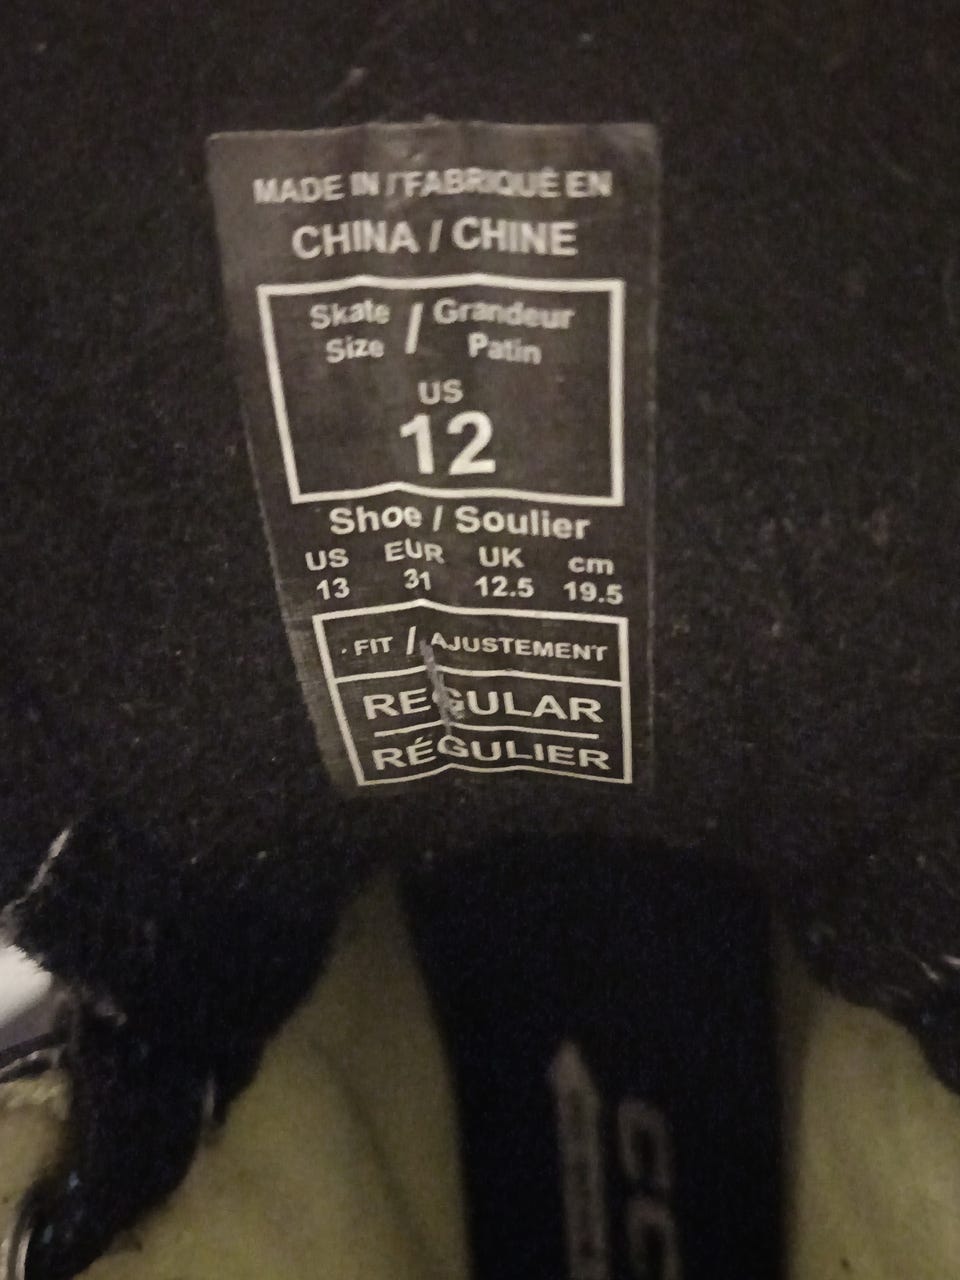 MADE IN / FABRIQUÉ EN
CHINA / CHINE
Skate / Grandeur
Size Patin
US
12
Shoe / Soulier
US EUR UK cm
13 31 12.5 19.5
FIT / AJUSTEMENT
REGULAR
RÉGULIER